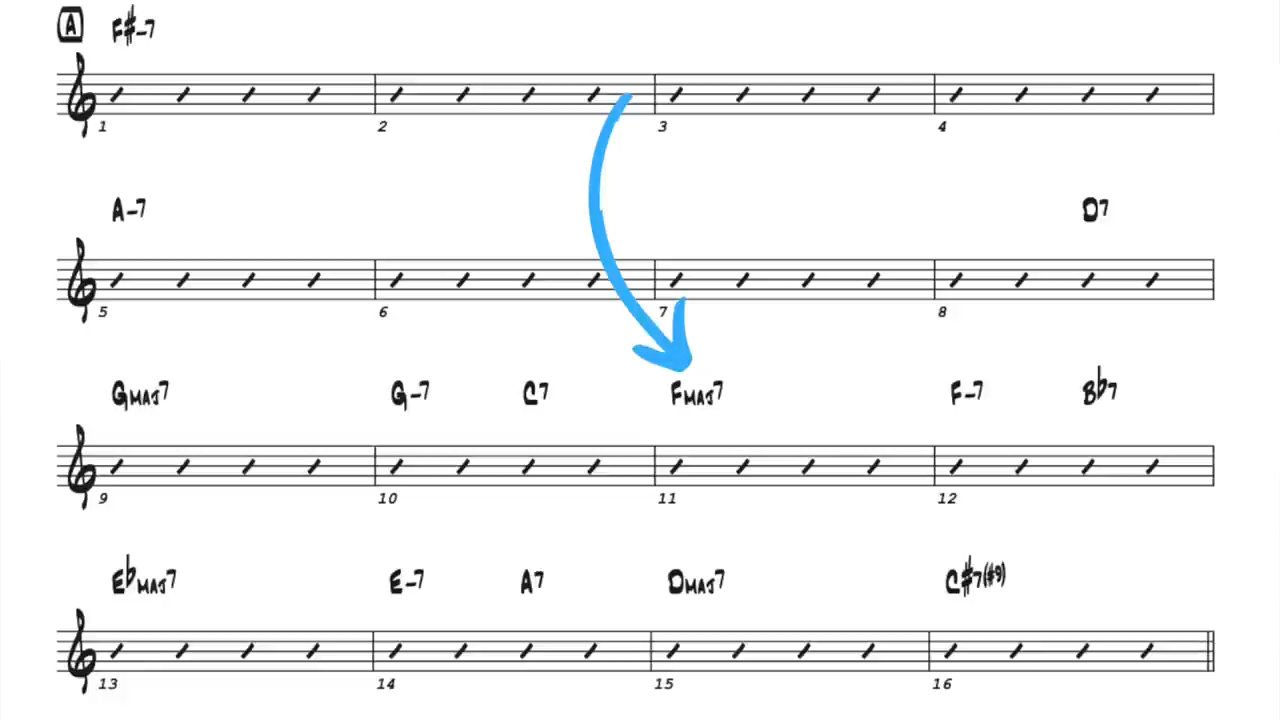 A F#-7
1 2 3 4
A-7 D7
5 6 7 8
GMAJ7 G-7 C7 FMAJ7 F-7 Bb7
9 10 11 12
EbMAJ7 E-7 A7 DMAJ7 C#7(#9)
13 14 15 16